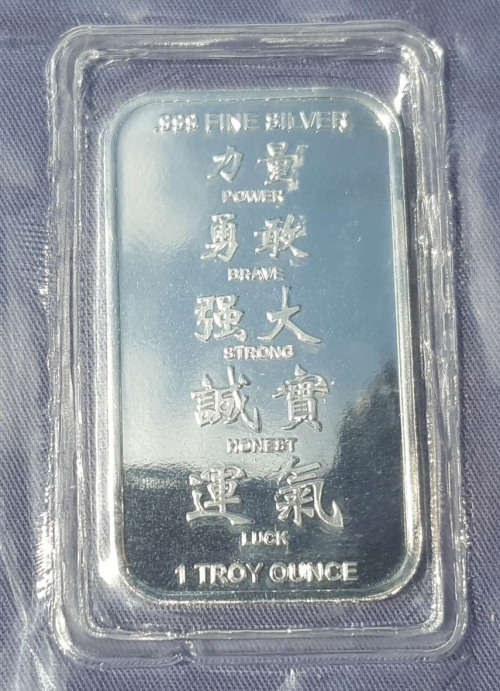 .999 FINE SILVER
力量
POWER
勇敢
BRAVE
强大
STRONG
誠實
HONEST
運氣
LUCK
1 TROY OUNCE